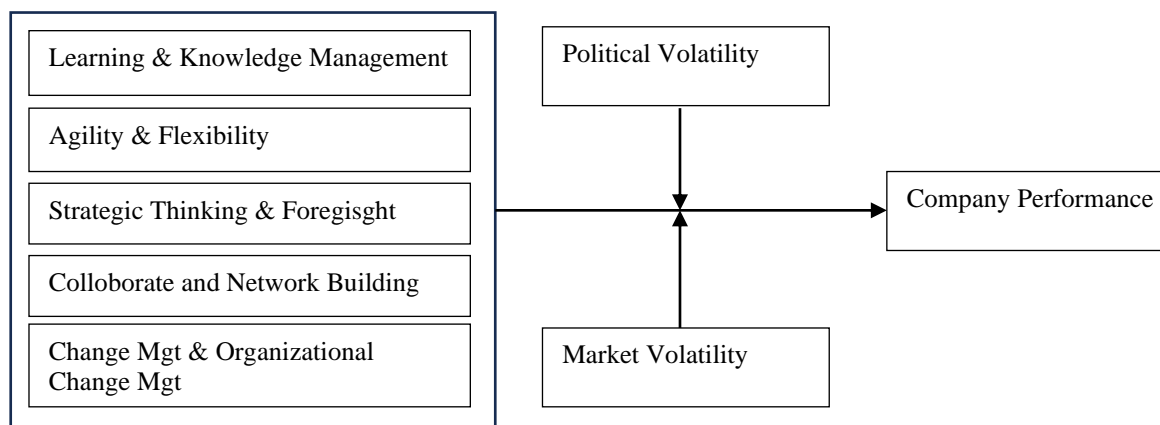 Learning & Knowledge Management
Agility & Flexibility
Strategic Thinking & Foregisght
Colloborate and Network Building
Change Mgt & Organizational
Change Mgt
Political Volatility
Market Volatility
Company Performance